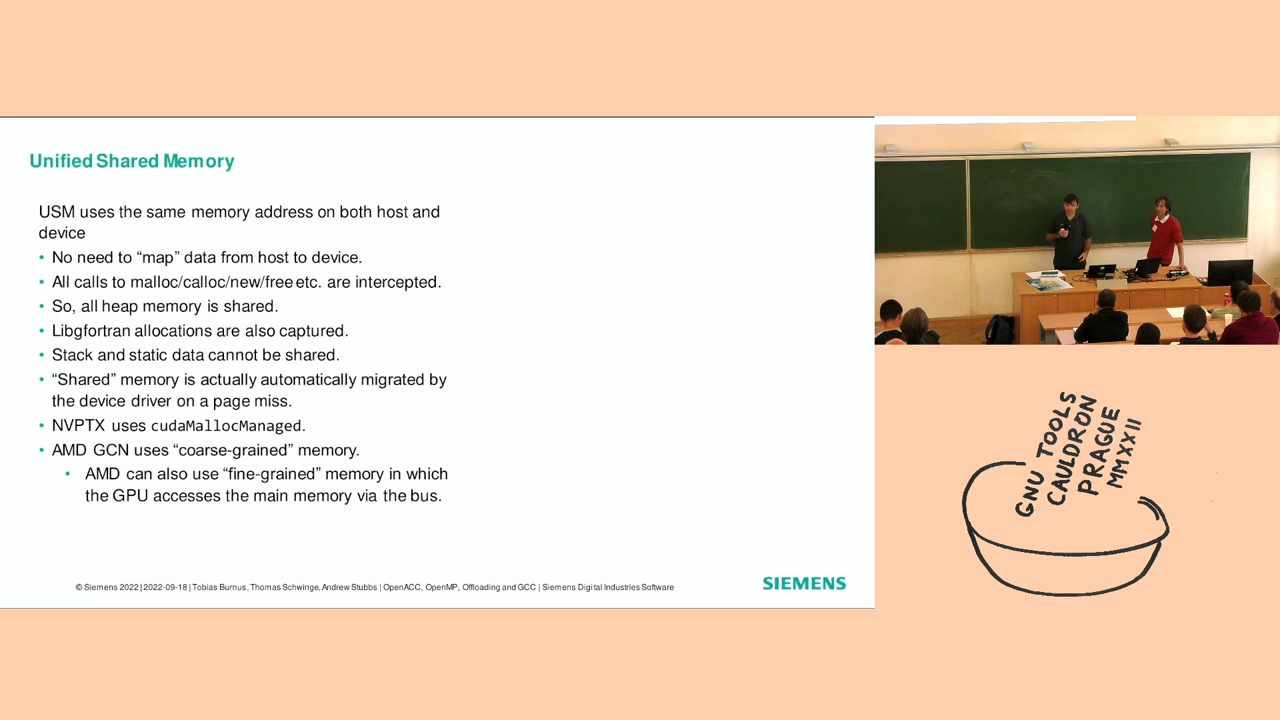 Unified Shared Memory
USM uses the same memory address on both host and
device
• No need to “map” data from host to device.
• All calls to malloc/calloc/new/free etc. are intercepted.
• So, all heap memory is shared.
• Libgfortran allocations are also captured.
• Stack and static data cannot be shared.
• “Shared” memory is actually automatically migrated by
the device driver on a page miss.
• NVPTX uses cudaMallocManaged.
• AMD GCN uses “coarse-grained” memory.
• AMD can also use “fine-grained” memory in which
the GPU accesses the main memory via the bus.
© Siemens 2022 | 2022-09-18 | Tobias Burnus, Thomas Schwinge, Andrew Stubbs | OpenACC, OpenMP, Offloading and GCC | Siemens Digital Industries Software
SIEMENS
GNU TOOLS
CAULDRON
PRAGUE
MMXXII